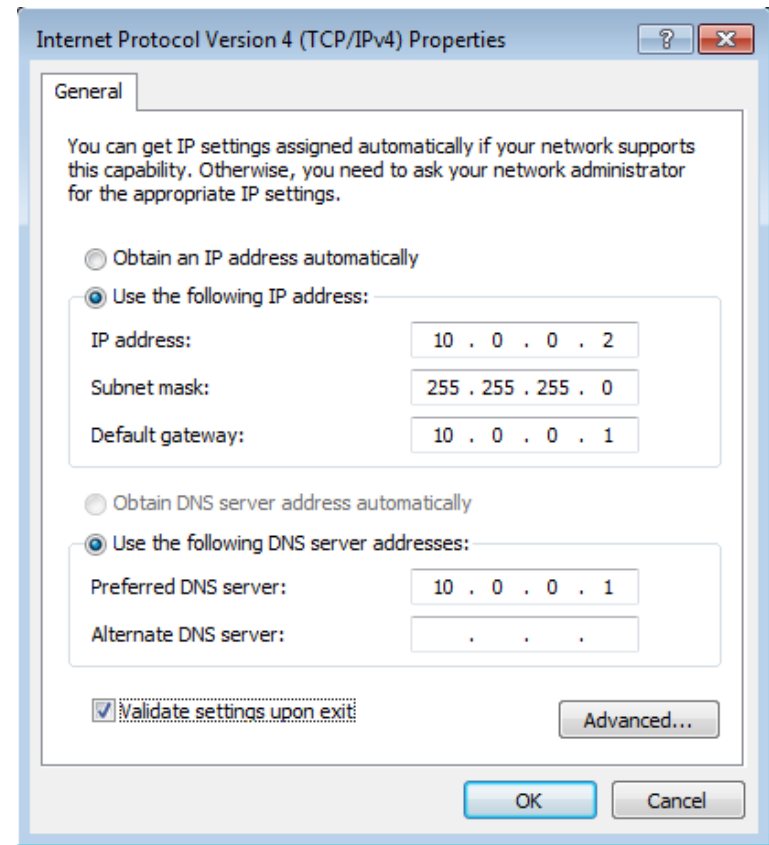 Internet Protocol Version 4 (TCP/IPv4) Properties
General
You can get IP settings assigned automatically if your network supports
this capability. Otherwise, you need to ask your network administrator
for the appropriate IP settings.
Obtain an IP address automatically
Use the following IP address:
IP address: 10 . 0 . 0 . 2
Subnet mask: 255 . 255 . 255 . 0
Default gateway: 10 . 0 . 0 . 1
Obtain DNS server address automatically
Use the following DNS server addresses:
Preferred DNS server: 10 . 0 . 0 . 1
Alternate DNS server: . . .
Validate settings upon exit
Advanced...
OK Cancel